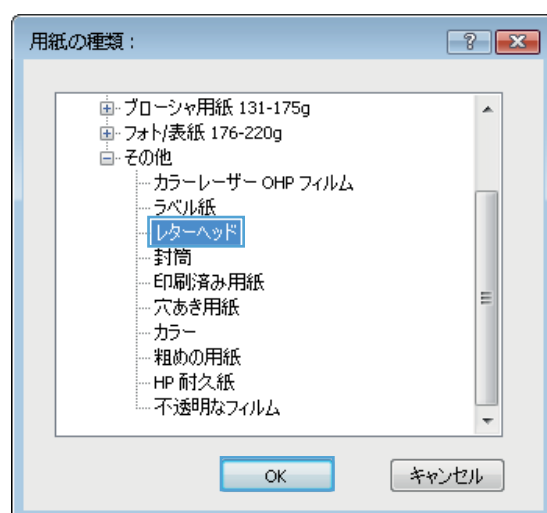 用紙の種類:
ブローシャ用紙 131-175g
フォト/表紙 176-220g
その他
カラーレーザー OHP フィルム
ラベル紙
レターヘッド
封筒
印刷済み用紙
穴あき用紙
カラー
粗めの用紙
HP 耐久紙
不透明なフィルム
OK キャンセル